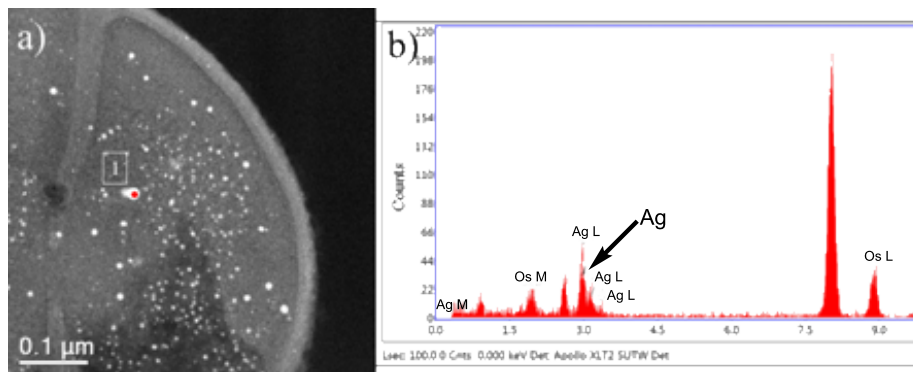 a)
1
0.1 µm
b)
Counts
220
198
176
154
132
110
88
66
44
22
0
Ag L
Ag
Os M
Ag L
Ag L
Ag M
Os L
0.0 1.5 3.0 4.5 6.0 7.5 9.0
Lsec: 100.0 0 Cnts 0.000 keV Det: Apollo XLT2 SUTW Det